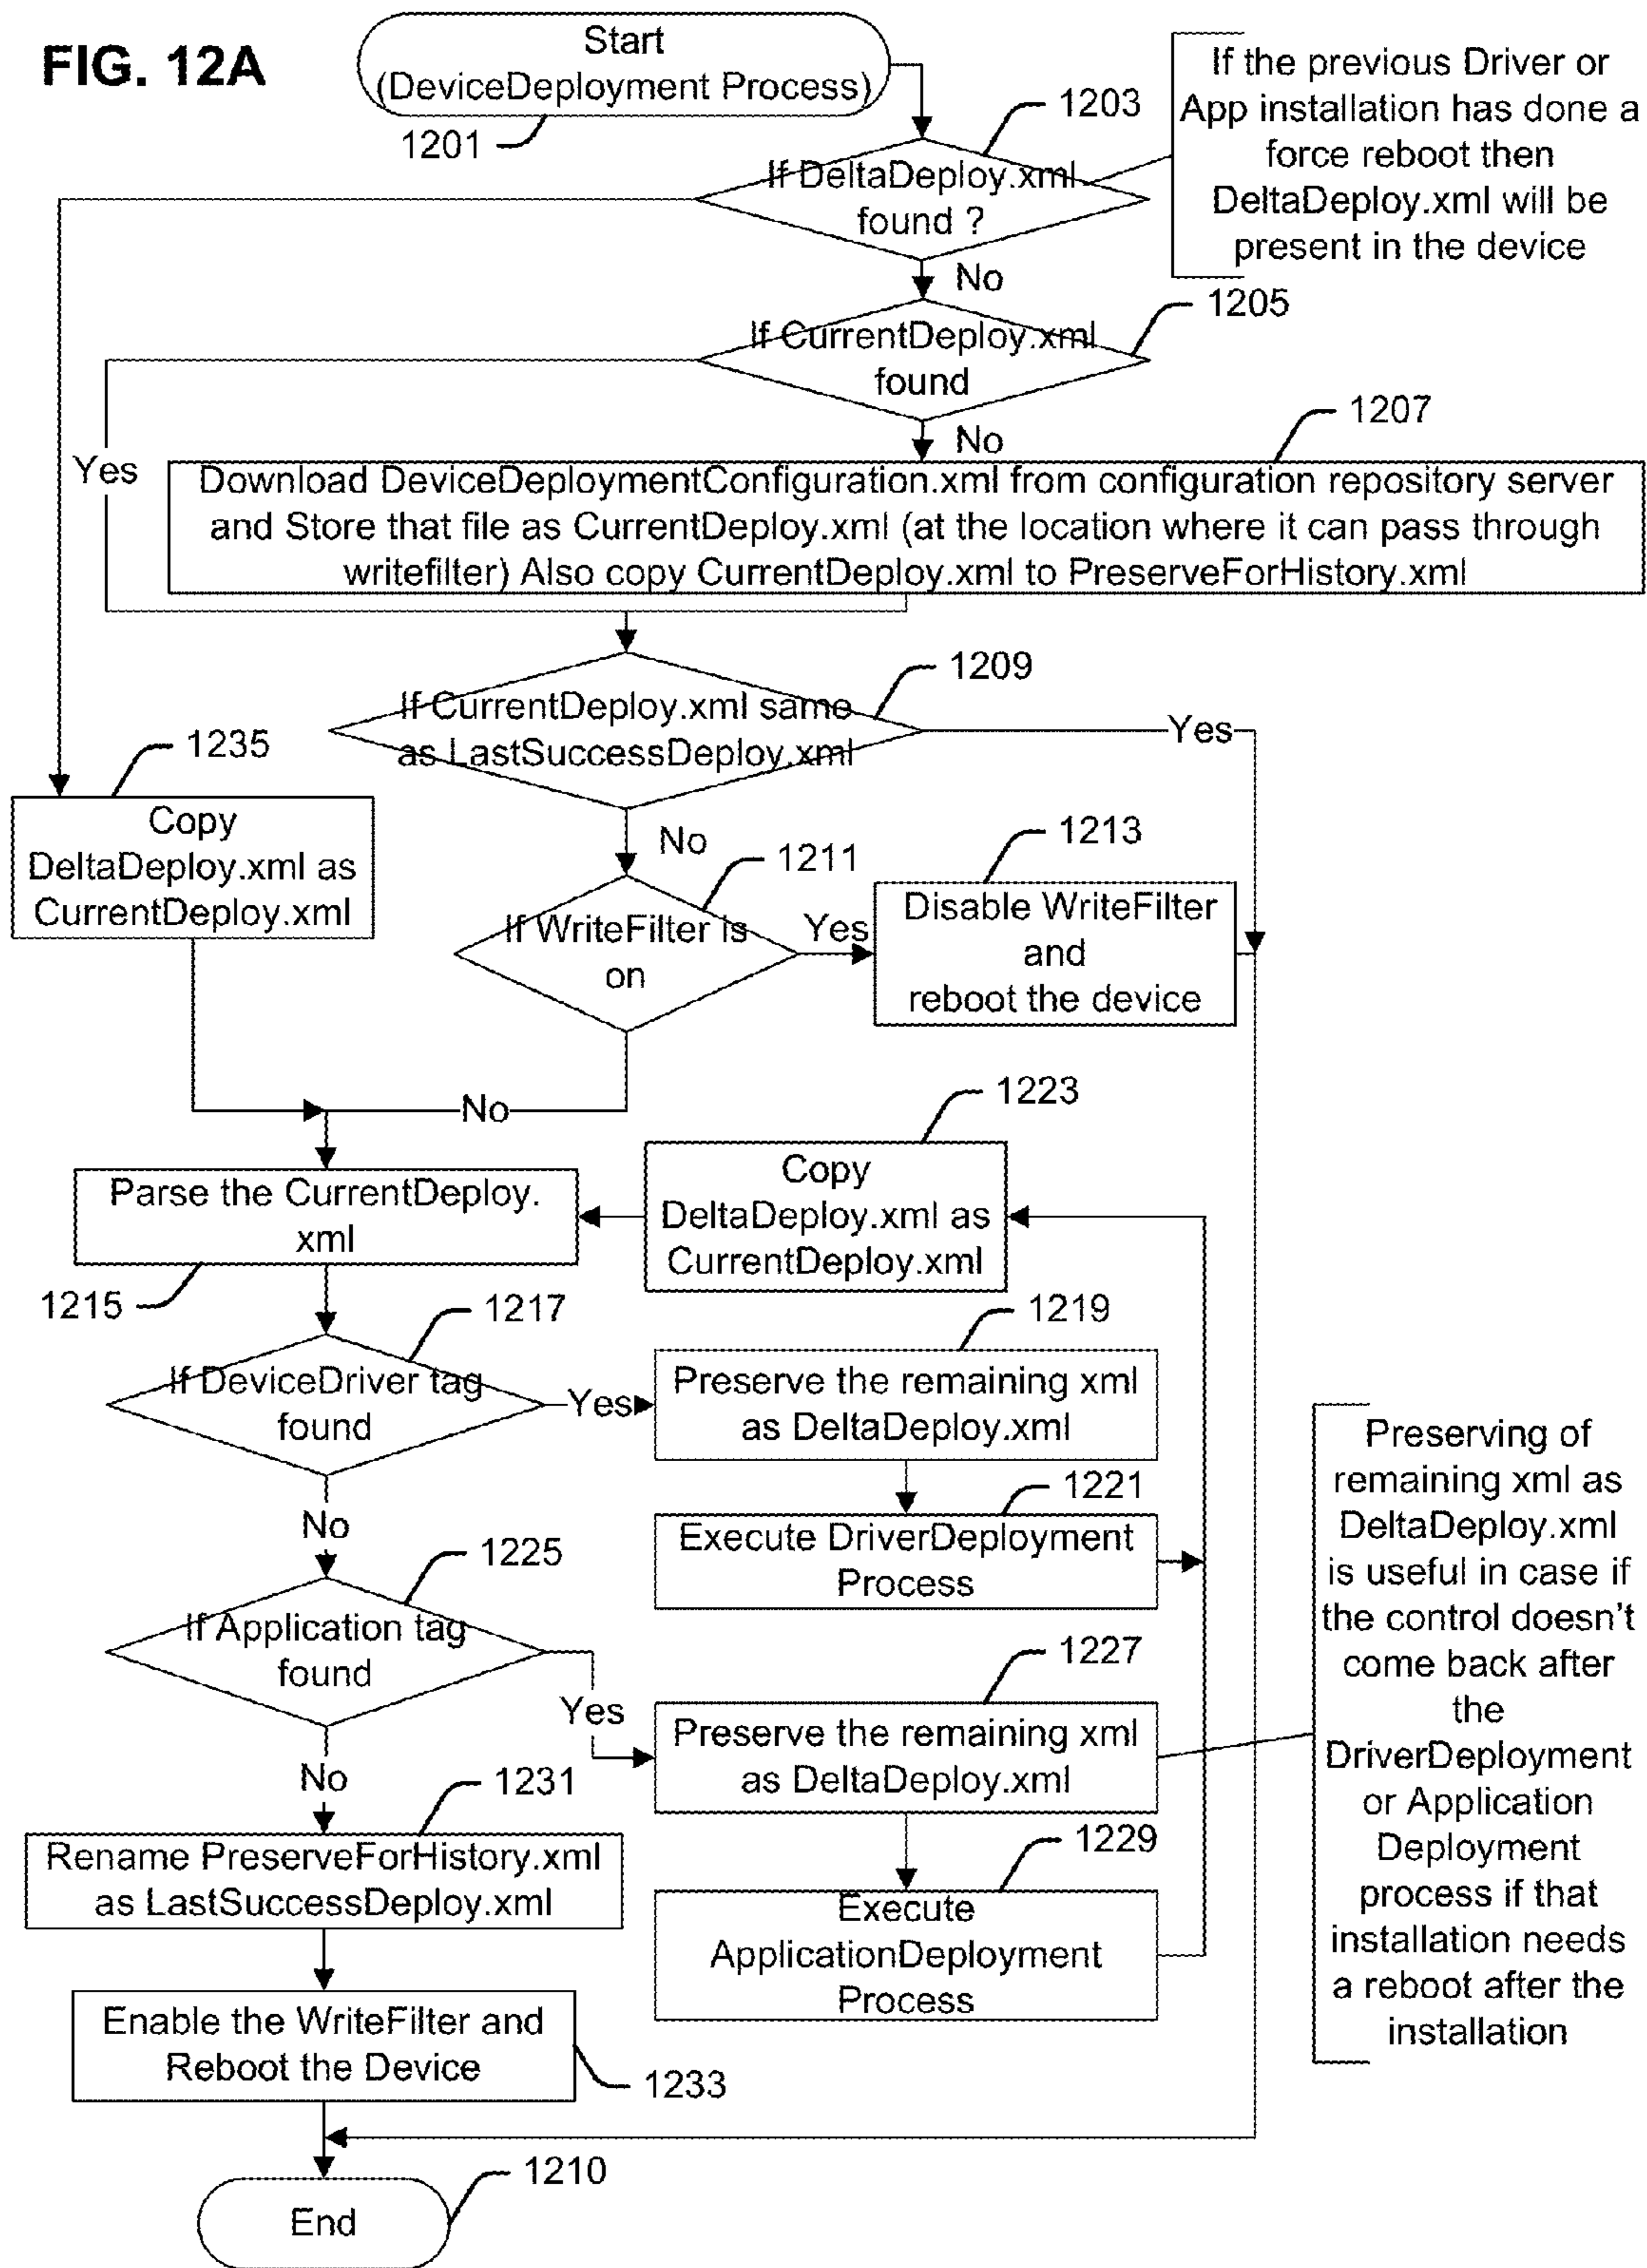 FIG. 12A
Start
(DeviceDeployment Process)
1201
1203
If the previous Driver or
App installation has done a
force reboot then
DeltaDeploy.xml will be
present in the device
If DeltaDeploy.xml
found ?
No
1205
If CurrentDeploy.xml
found
No
1207
Yes
Download DeviceDeploymentConfiguration.xml from configuration repository server
and Store that file as CurrentDeploy.xml (at the location where it can pass through
writefilter) Also copy CurrentDeploy.xml to PreserveForHistory.xml
1209
If CurrentDeploy.xml same
as LastSuccessDeploy.xml
Yes
1235
Copy
DeltaDeploy.xml as
CurrentDeploy.xml
No
1211
If WriteFilter is
on
Yes
1213
Disable WriteFilter
and
reboot the device
No
1223
Copy
DeltaDeploy.xml as
CurrentDeploy.xml
Parse the CurrentDeploy.
xml
1215
1217
If DeviceDriver tag
found
Yes
1219
Preserve the remaining xml
as DeltaDeploy.xml
1221
Execute DriverDeployment
Process
No
1225
If Application tag
found
Yes
1227
Preserve the remaining xml
as DeltaDeploy.xml
Preserving of
remaining xml as
DeltaDeploy.xml
is useful in case if
the control doesn't
come back after
the
DriverDeployment
or Application
Deployment
process if that
installation needs
a reboot after the
installation
No
1231
Rename PreserveForHistory.xml
as LastSuccessDeploy.xml
1229
Execute
ApplicationDeployment
Process
Enable the WriteFilter and
Reboot the Device
1233
1210
End